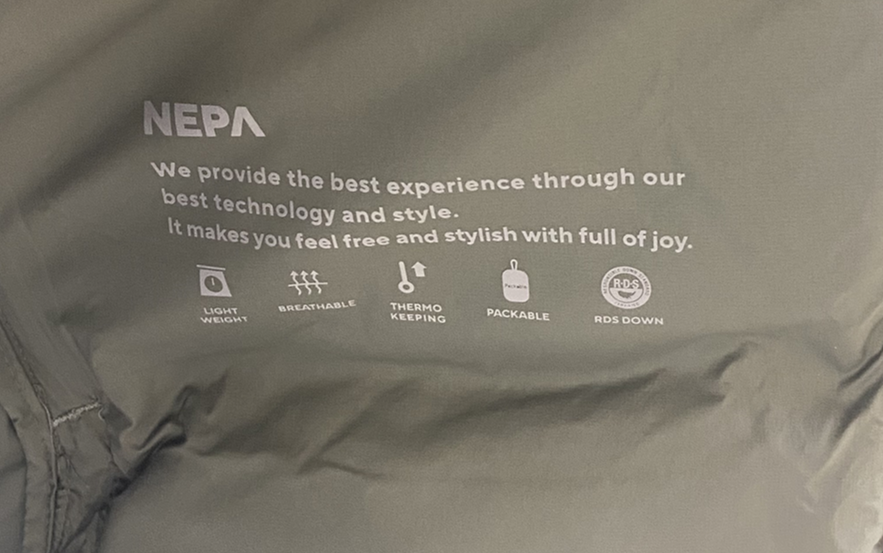 NEPA
We provide the best experience through our
best technology and style.
It makes you feel free and stylish with full of joy.
LIGHT
WEIGHT
BREATHABLE
THERMO
KEEPING
Packable
PACKABLE
R·D·S
RDS DOWN